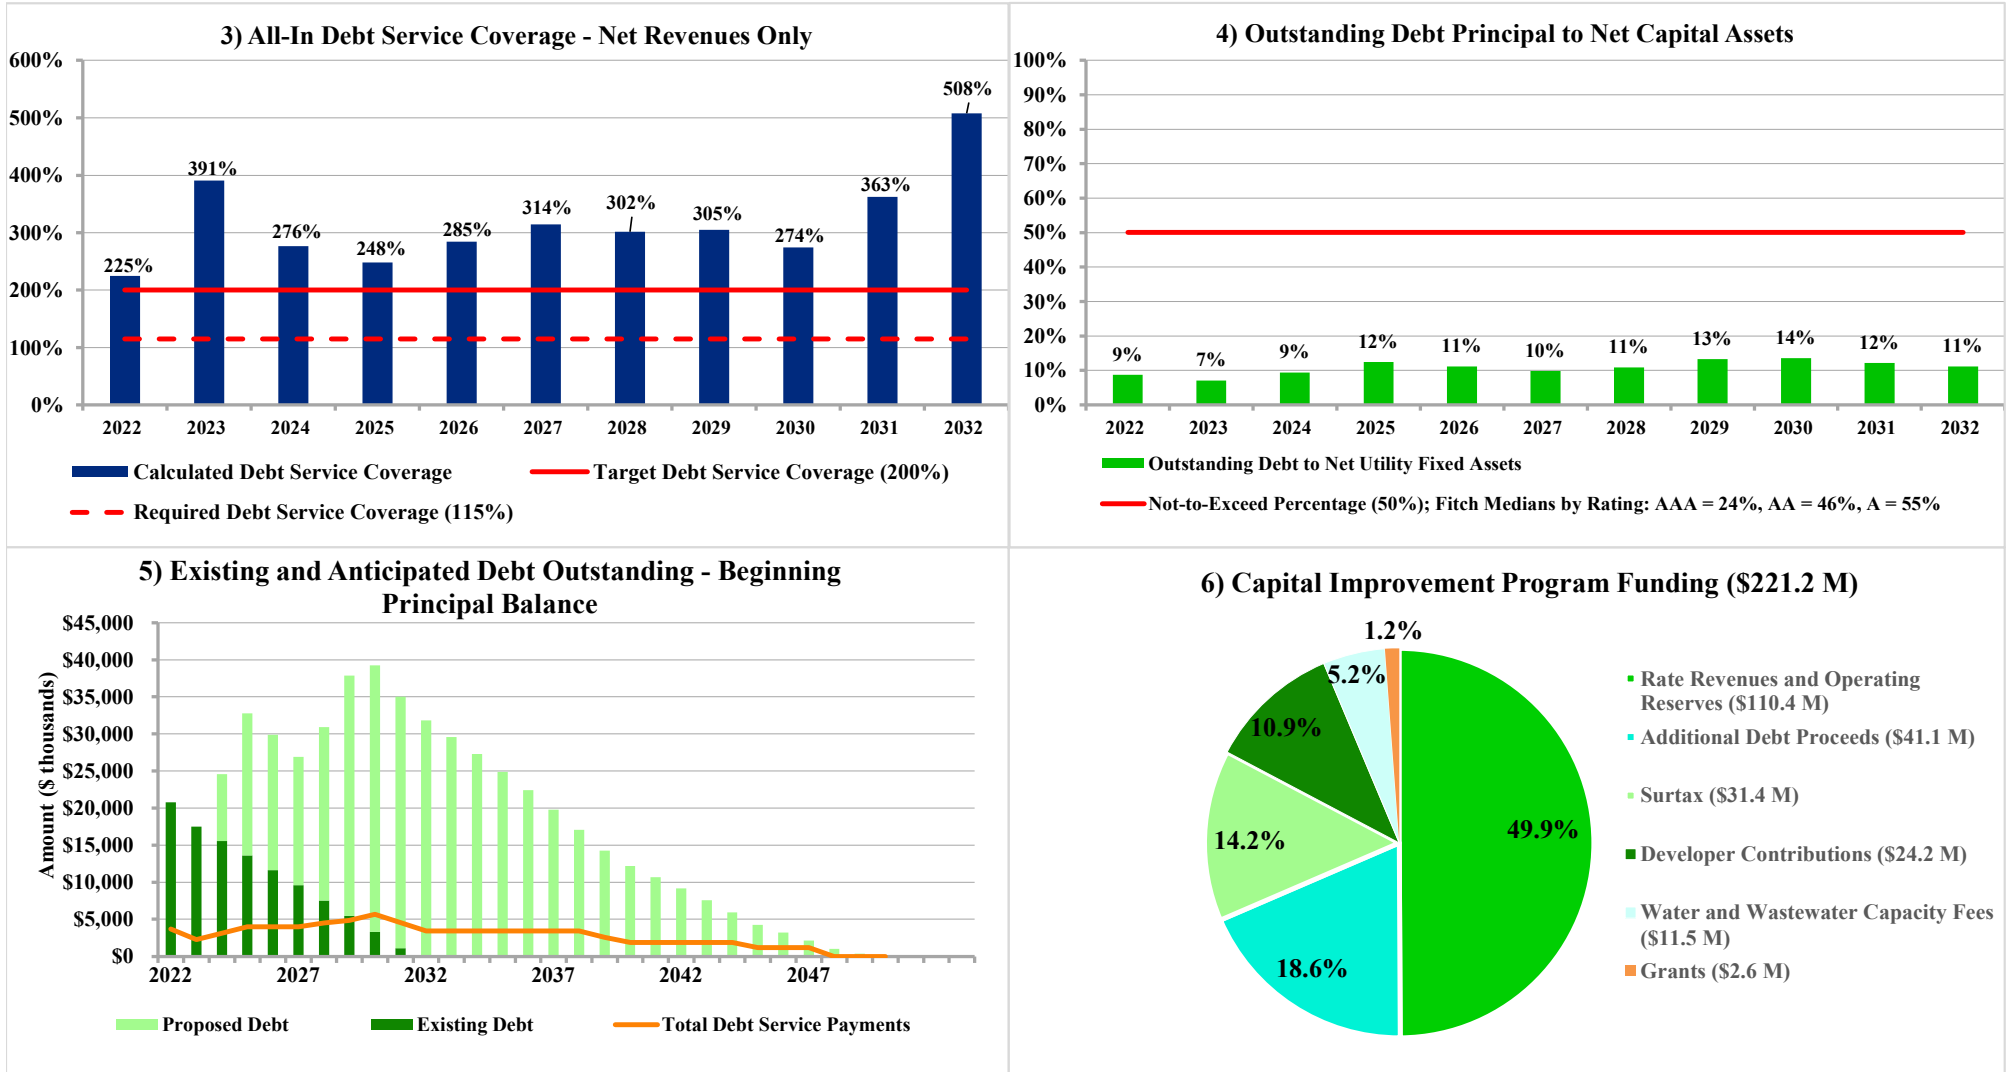 3) All-In Debt Service Coverage - Net Revenues Only
600%
500%
400%
300%
200%
100%
0%
225%
391%
276%
248%
285%
314%
302%
305%
274%
363%
508%
2022 2023 2024 2025 2026 2027 2028 2029 2030 2031 2032
Calculated Debt Service Coverage
Target Debt Service Coverage (200%)
Required Debt Service Coverage (115%)
4) Outstanding Debt Principal to Net Capital Assets
100%
90%
80%
70%
60%
50%
40%
30%
20%
10%
0%
9%
7%
9%
12%
11%
10%
11%
13%
14%
12%
11%
2022 2023 2024 2025 2026 2027 2028 2029 2030 2031 2032
Outstanding Debt to Net Utility Fixed Assets
Not-to-Exceed Percentage (50%); Fitch Medians by Rating: AAA = 24%, AA = 46%, A = 55%
5) Existing and Anticipated Debt Outstanding - Beginning
Principal Balance
Amount ($ thousands)
$45,000
$40,000
$35,000
$30,000
$25,000
$20,000
$15,000
$10,000
$5,000
$0
2022 2027 2032 2037 2042 2047
Proposed Debt
Existing Debt
Total Debt Service Payments
6) Capital Improvement Program Funding ($221.2 M)
1.2%
5.2%
10.9%
14.2%
18.6%
49.9%
Rate Revenues and Operating
Reserves ($110.4 M)
Additional Debt Proceeds ($41.1 M)
Surtax ($31.4 M)
Developer Contributions ($24.2 M)
Water and Wastewater Capacity Fees
($11.5 M)
Grants ($2.6 M)